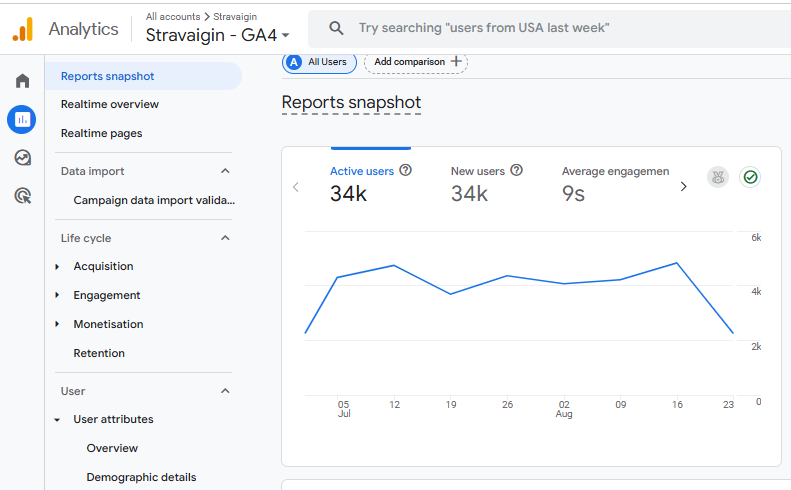 Analytics
All accounts > Stravaigin
Stravaigin - GA4
Try searching "users from USA last week"
Reports snapshot
Realtime overview
Realtime pages
Data import
Campaign data import valida...
Life cycle
Acquisition
Engagement
Monetisation
Retention
User
User attributes
Overview
Demographic details
A All Users
Add comparison +
Reports snapshot
Active users
34k
New users
34k
Average engagemen
9s
6k
4k
2k
0
05 Jul
12
19
26
02 Aug
09
16
23